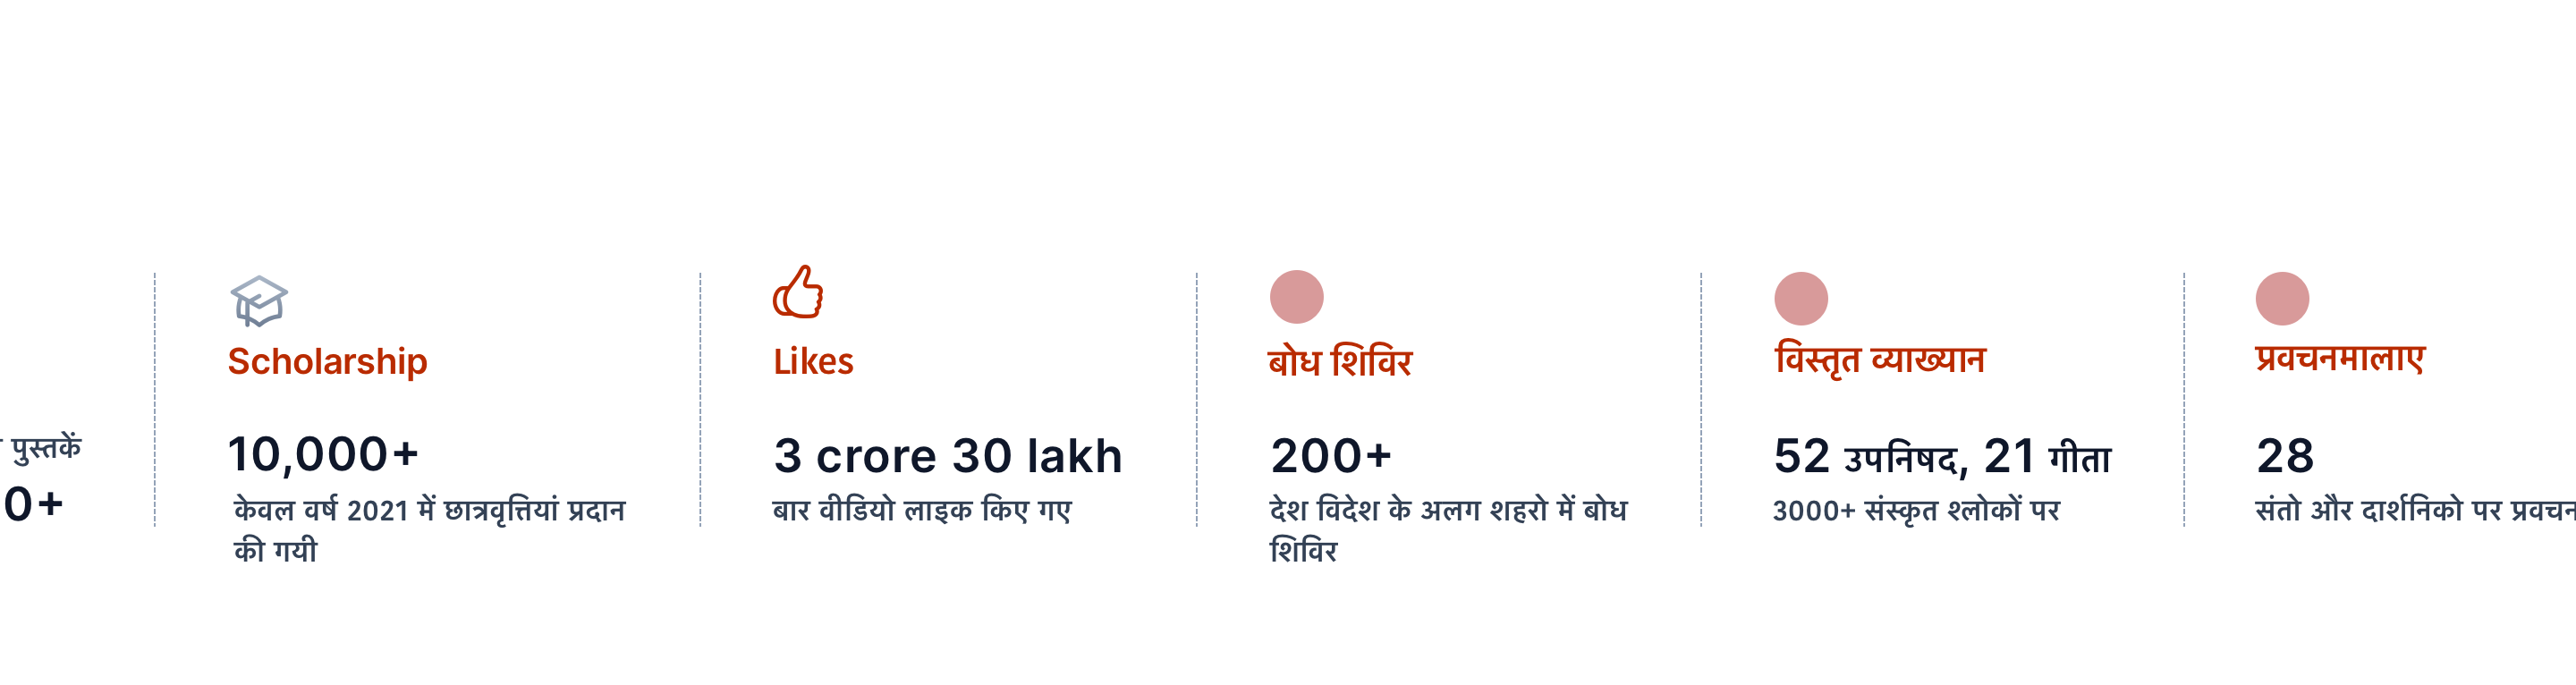 पुस्तकें
0+
Scholarship
10,000+
केवल वर्ष 2021 में छात्रवृत्तियां प्रदान
की गयी
Likes
3 crore 30 lakh
बार वीडियो लाइक किए गए
बोध शिविर
200+
देश विदेश के अलग शहरो में बोध
शिविर
विस्तृत व्याख्यान
52 उपनिषद, 21 गीता
3000+ संस्कृत श्लोकों पर
प्रवचनमालाए
28
संतो और दार्शनिको पर प्रवचन